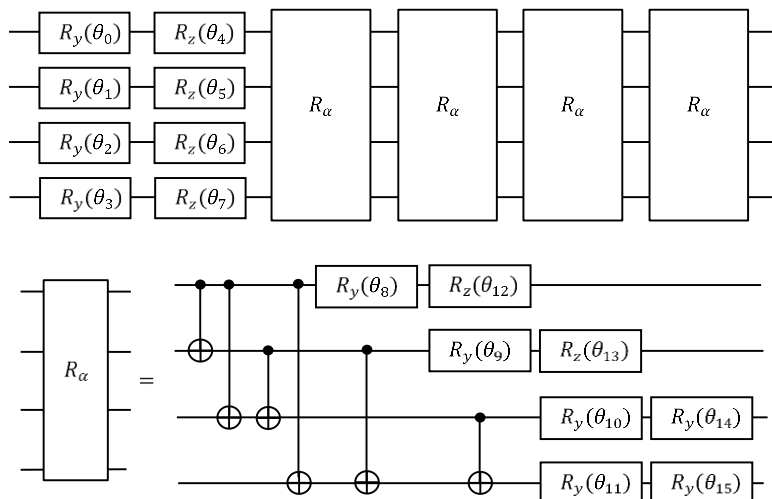 R_y(θ_0) R_z(θ_4)
R_y(θ_1) R_z(θ_5)
R_α R_α R_α R_α
R_y(θ_2) R_z(θ_6)
R_y(θ_3) R_z(θ_7)
R_y(θ_8) R_z(θ_12)
R_y(θ_9) R_z(θ_13)
R_α =
R_y(θ_10) R_y(θ_14)
R_y(θ_11) R_y(θ_15)